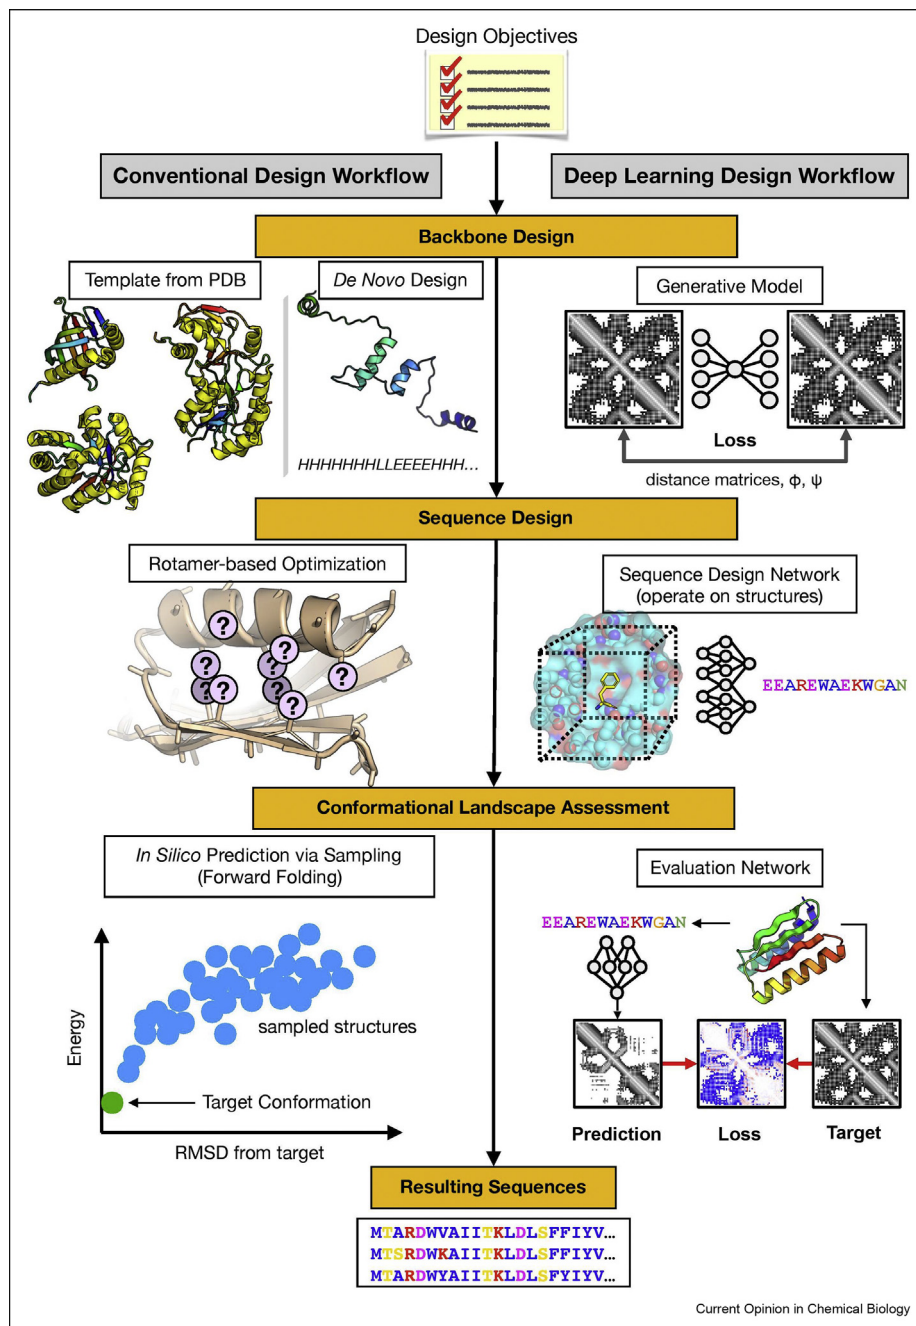 Design Objectives
Conventional Design Workflow
Deep Learning Design Workflow
Backbone Design
Template from PDB
De Novo Design
HHHHHHHLLEEEEHHH...
Generative Model
Loss
distance matrices, ϕ, ψ
Sequence Design
Rotamer-based Optimization
? ? ? ? ? ? ? ? ?
Sequence Design Network
(operate on structures)
EEAREWAEKWGAN
Conformational Landscape Assessment
In Silico Prediction via Sampling
(Forward Folding)
Energy
sampled structures
Target Conformation
RMSD from target
Evaluation Network
EEAREWAEKWGAN
Prediction
Loss
Target
Resulting Sequences
MTARDWVAIITKLDLSFFIYV...
MTSRDWKAIITKLDLSFFIYV...
MTARDWYAIITKLDLSFYIYV...
Current Opinion in Chemical Biology